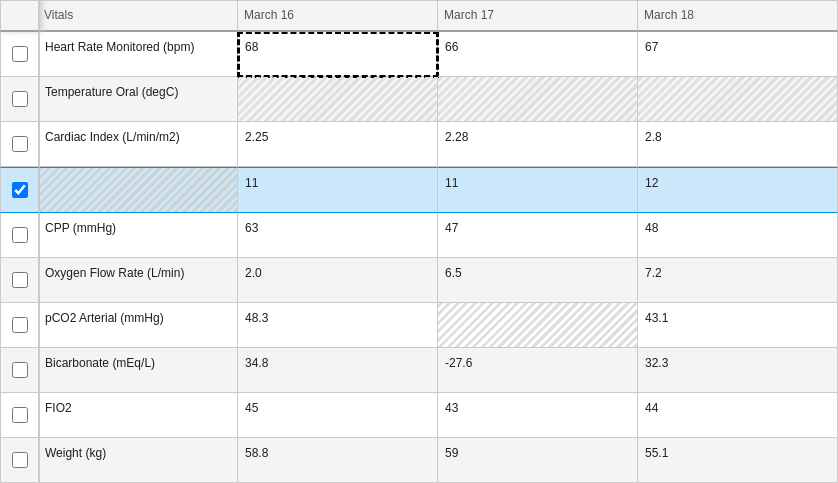 Vitals March 16 March 17 March 18
Heart Rate Monitored (bpm) 68 66 67
Temperature Oral (degC)
Cardiac Index (L/min/m2) 2.25 2.28 2.8
11 11 12
CPP (mmHg) 63 47 48
Oxygen Flow Rate (L/min) 2.0 6.5 7.2
pCO2 Arterial (mmHg) 48.3 43.1
Bicarbonate (mEq/L) 34.8 -27.6 32.3
FIO2 45 43 44
Weight (kg) 58.8 59 55.1